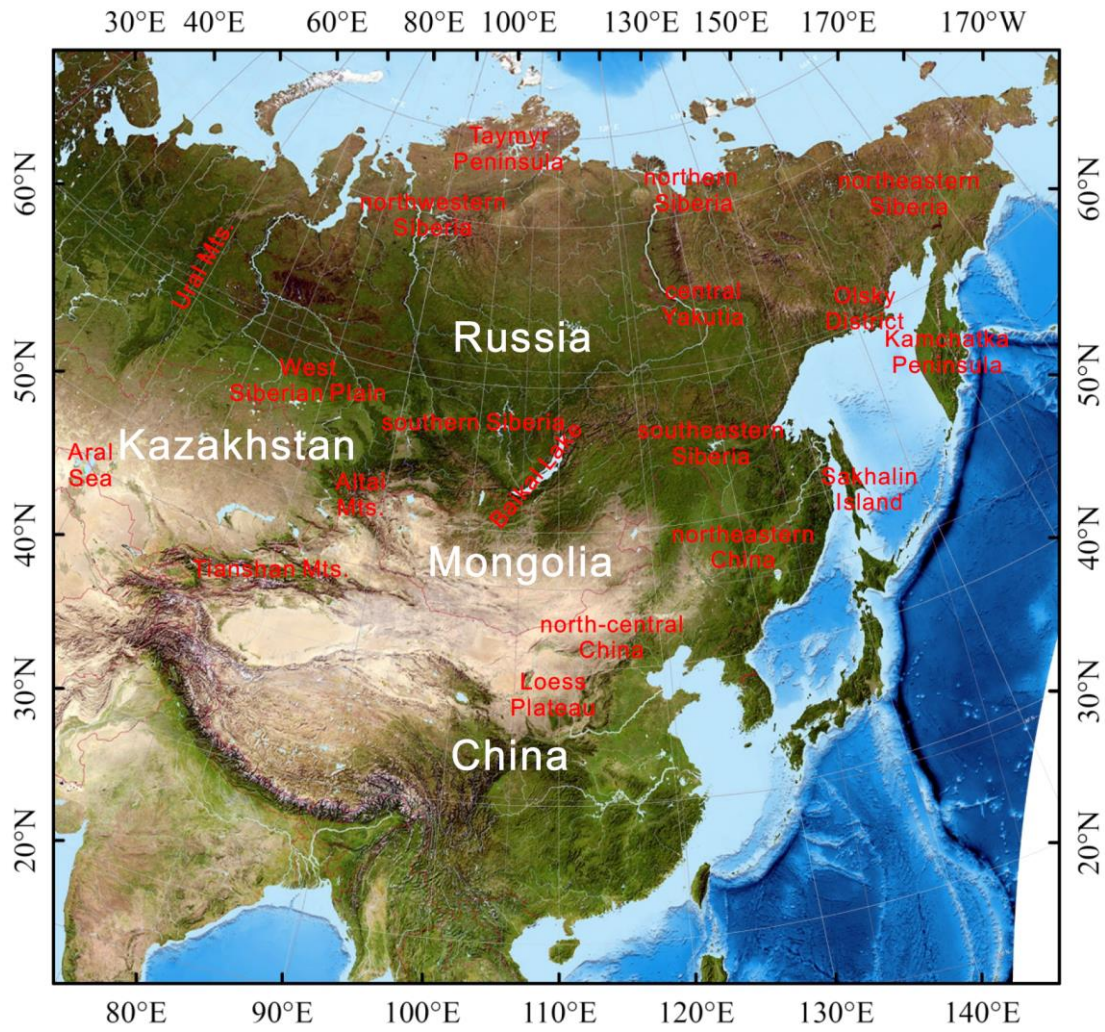 30°E 40°E 60°E 80°E 100°E 130°E 150°E 170°E 170°W
60°N
60°N
Taymyr
Peninsula
northwestern
Siberia
northern
Siberia
northeastern
Siberia
Ural Mts.
central
Yakutia
Olsky
District
Russia
Kamchatka
Peninsula
50°N
50°N
West
Siberian Plain
southern Siberia
southeastern
Siberia
Kazakhstan
Aral
Sea
Altai
Mts.
Baikal Lake
Sakhalin
Island
40°N
40°N
northeastern
China
Mongolia
Tianshan Mts.
north-central
China
30°N
30°N
Loess
Plateau
China
20°N
20°N
80°E 90°E 100°E 110°E 120°E 130°E 140°E